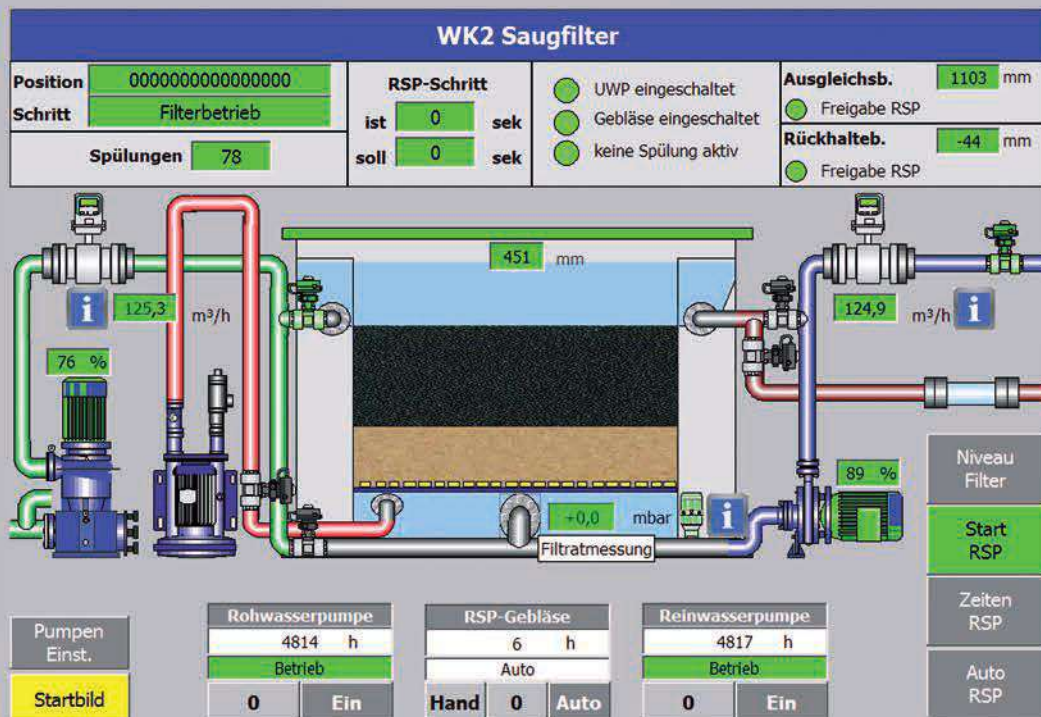 WK2 Saugfilter
Position 0000000000000000
Schritt Filterbetrieb
Spülungen 78
RSP-Schritt
ist 0 sek
soll 0 sek
UWP eingeschaltet
Gebläse eingeschaltet
keine Spülung aktiv
Ausgleichsb. 1103 mm
Freigabe RSP
Rückhalteb. -44 mm
Freigabe RSP
451 mm
i 125,3 m³/h
124,9 m³/h i
76 %
89 %
+0,0 mbar i
Filtratmessung
Niveau
Filter
Start
RSP
Zeiten
RSP
Auto
RSP
Pumpen
Einst.
Startbild
Rohwasserpumpe
4814 h
Betrieb
0 Ein
RSP-Gebläse
6 h
Auto
Hand 0 Auto
Reinwasserpumpe
4817 h
Betrieb
0 Ein